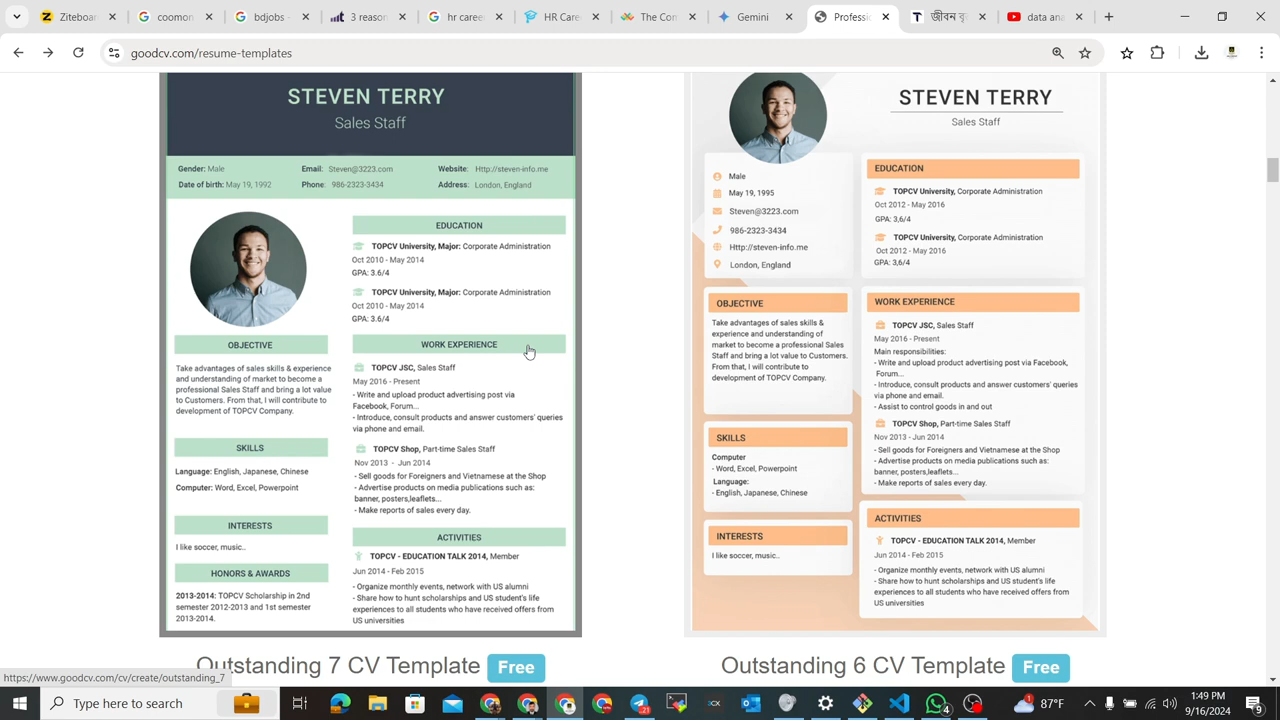 Zitade
goodcv
bdjobs -
3 reason
hr caree
HR Care
The Con
Gemini
Profess
জীবন বৃ
data ana
goodcv.com/resume-templates
STEVEN TERRY
Sales Staff
Gender: Male
Email: Steven@3223.com
Website: Http://steven-info.me
Date of birth: May 19, 1992
Phone: 986-2323-3434
Address: London, England
EDUCATION
TOPCV University, Major: Corporate Administration
Oct 2010 - May 2014
GPA: 3.6/4
TOPCV University, Major: Corporate Administration
Oct 2010 - May 2014
GPA: 3.6/4
OBJECTIVE
Take advantages of sales skills & experience
and understanding of market to become a
professional Sales Staff and bring a lot value
to Customers. From that, I will contribute to
development of TOPCV Company.
SKILLS
Language: English, Japanese, Chinese
Computer: Word, Excel, Powerpoint
INTERESTS
I like soccer, music..
HONORS & AWARDS
2013-2014: TOPCV Scholarship in 2nd
semester 2012-2013 and 1st semester
2013-2014.
WORK EXPERIENCE
TOPCV JSC, Sales Staff
May 2016 - Present
- Write and upload product advertising post via
Facebook, Forum...
- Introduce, consult products and answer customers' queries
via phone and email.
TOPCV Shop, Part-time Sales Staff
Nov 2013 - Jun 2014
- Sell goods for Foreigners and Vietnamese at the Shop
- Advertise products on media publications such as:
banner, posters,leaflets...
- Make reports of sales every day.
ACTIVITIES
TOPCV - EDUCATION TALK 2014, Member
Jun 2014 - Feb 2015
- Organize monthly events, network with US alumni
- Share how to hunt scholarships and US student's life
experiences to all students who have received offers from
US universities
Outstanding 7 CV Template Free
STEVEN TERRY
Sales Staff
Male
May 19, 1995
Steven@3223.com
986-2323-3434
Http://steven-info.me
London, England
OBJECTIVE
Take advantages of sales skills &
experience and understanding of
market to become a professional Sales
Staff and bring a lot value to Customers.
From that, I will contribute to
development of TOPCV Company.
SKILLS
Computer
- Word, Excel, Powerpoint
Language:
- English, Japanese, Chinese
INTERESTS
I like soccer, music..
EDUCATION
TOPCV University, Corporate Administration
Oct 2012 - May 2016
GPA: 3,6/4
TOPCV University, Corporate Administration
Oct 2012 - May 2016
GPA: 3,6/4
WORK EXPERIENCE
TOPCV JSC, Sales Staff
May 2016 - Present
Main responsibilities:
- Write and upload product advertising post via Facebook,
Forum...
- Introduce, consult products and answer customers' queries
via phone and email.
- Assist to control goods in and out
TOPCV Shop, Part-time Sales Staff
Nov 2013 - Jun 2014
- Sell goods for Foreigners and Vietnamese at the Shop
- Advertise products on media publications such as:
banner, posters,leaflets...
- Make reports of sales every day.
ACTIVITIES
TOPCV - EDUCATION TALK 2014, Member
Jun 2014 - Feb 2015
- Organize monthly events, network with US alumni
- Share how to hunt scholarships and US student's life
experiences to all students who have received offers from
US universities
Outstanding 6 CV Template Free
https://www.goodcv.com/cv/create/outstanding_7
Type here to search
21
4
1
87°F
1:49 PM
9/16/2024
5